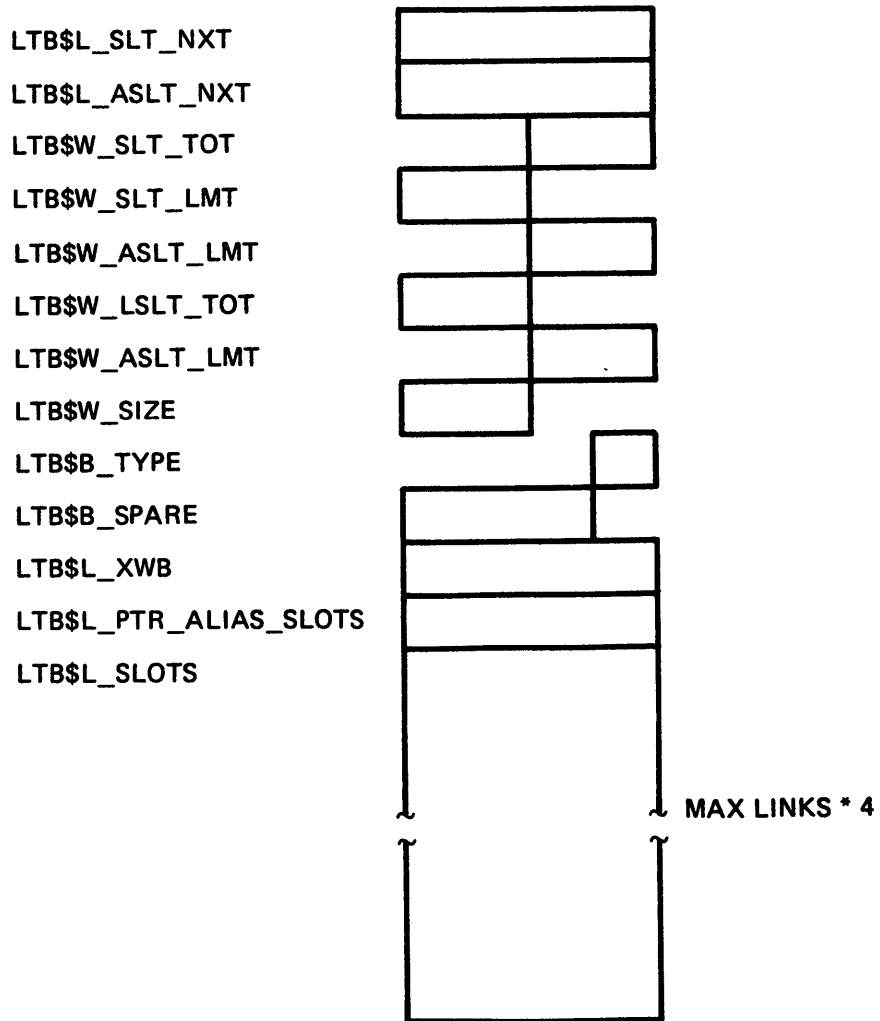 LTB$L_SLT_NXT
LTB$L_ASLT_NXT
LTB$W_SLT_TOT
LTB$W_SLT_LMT
LTB$W_ASLT_LMT
LTB$W_LSLT_TOT
LTB$W_ASLT_LMT
LTB$W_SIZE
LTB$B_TYPE
LTB$B_SPARE
LTB$L_XWB
LTB$L_PTR_ALIAS_SLOTS
LTB$L_SLOTS
MAX LINKS * 4